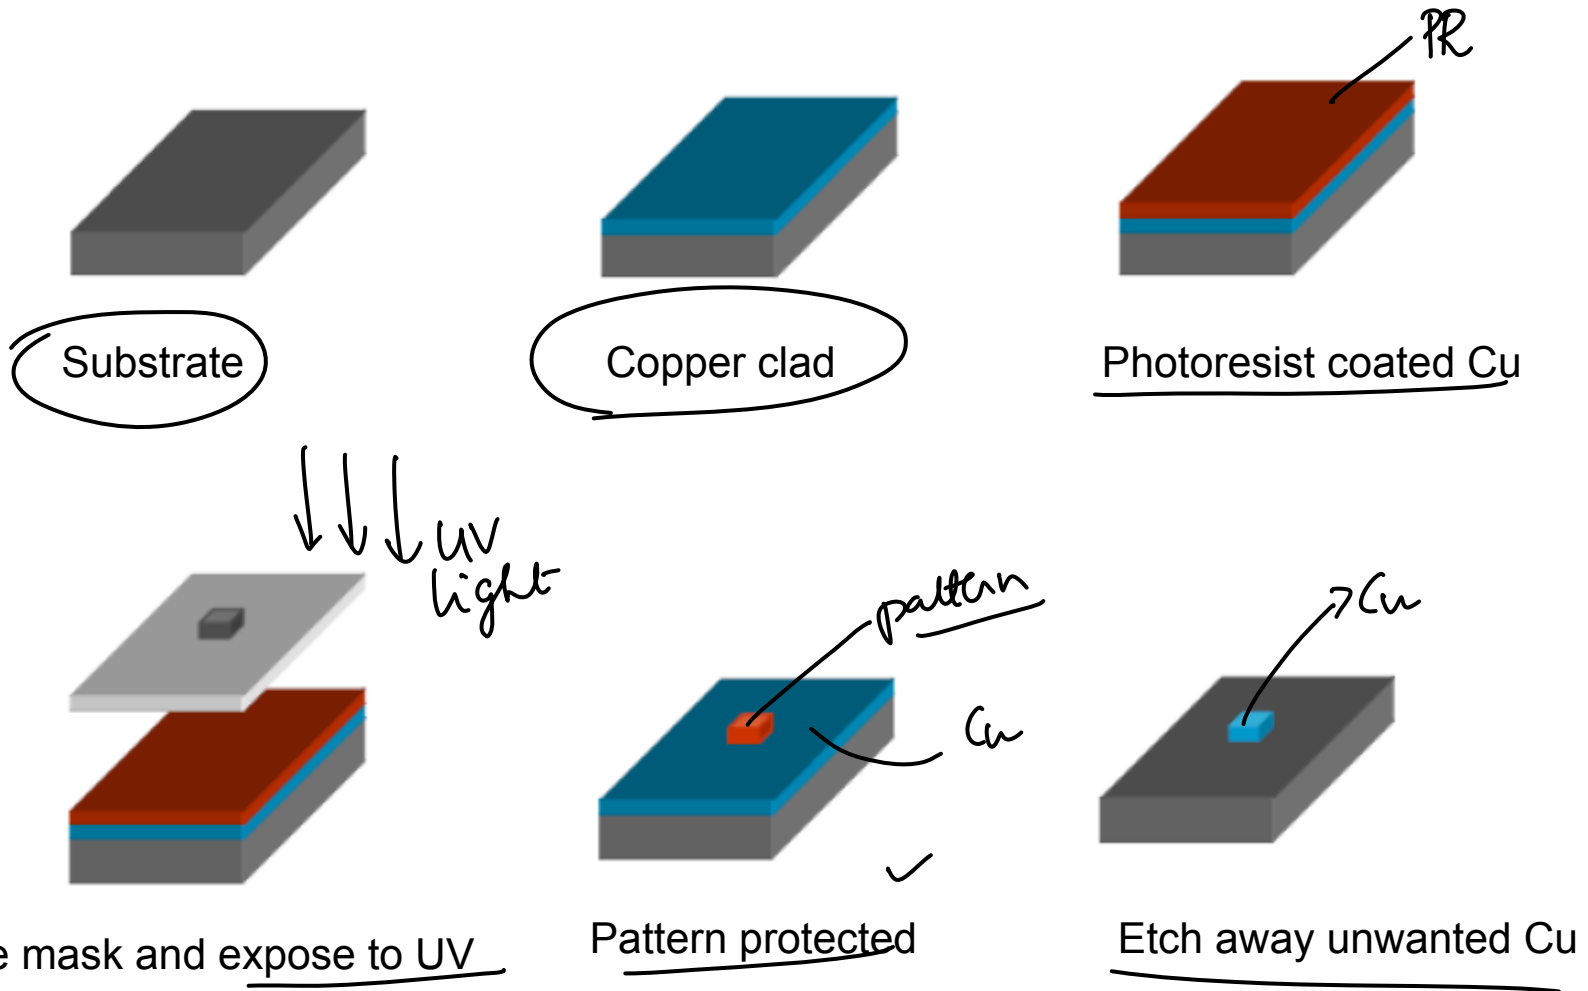 PR
Substrate
Copper clad
Photoresist coated Cu
UV
light
pattern
Cu
Cu
e mask and expose to UV
Pattern protected
Etch away unwanted Cu